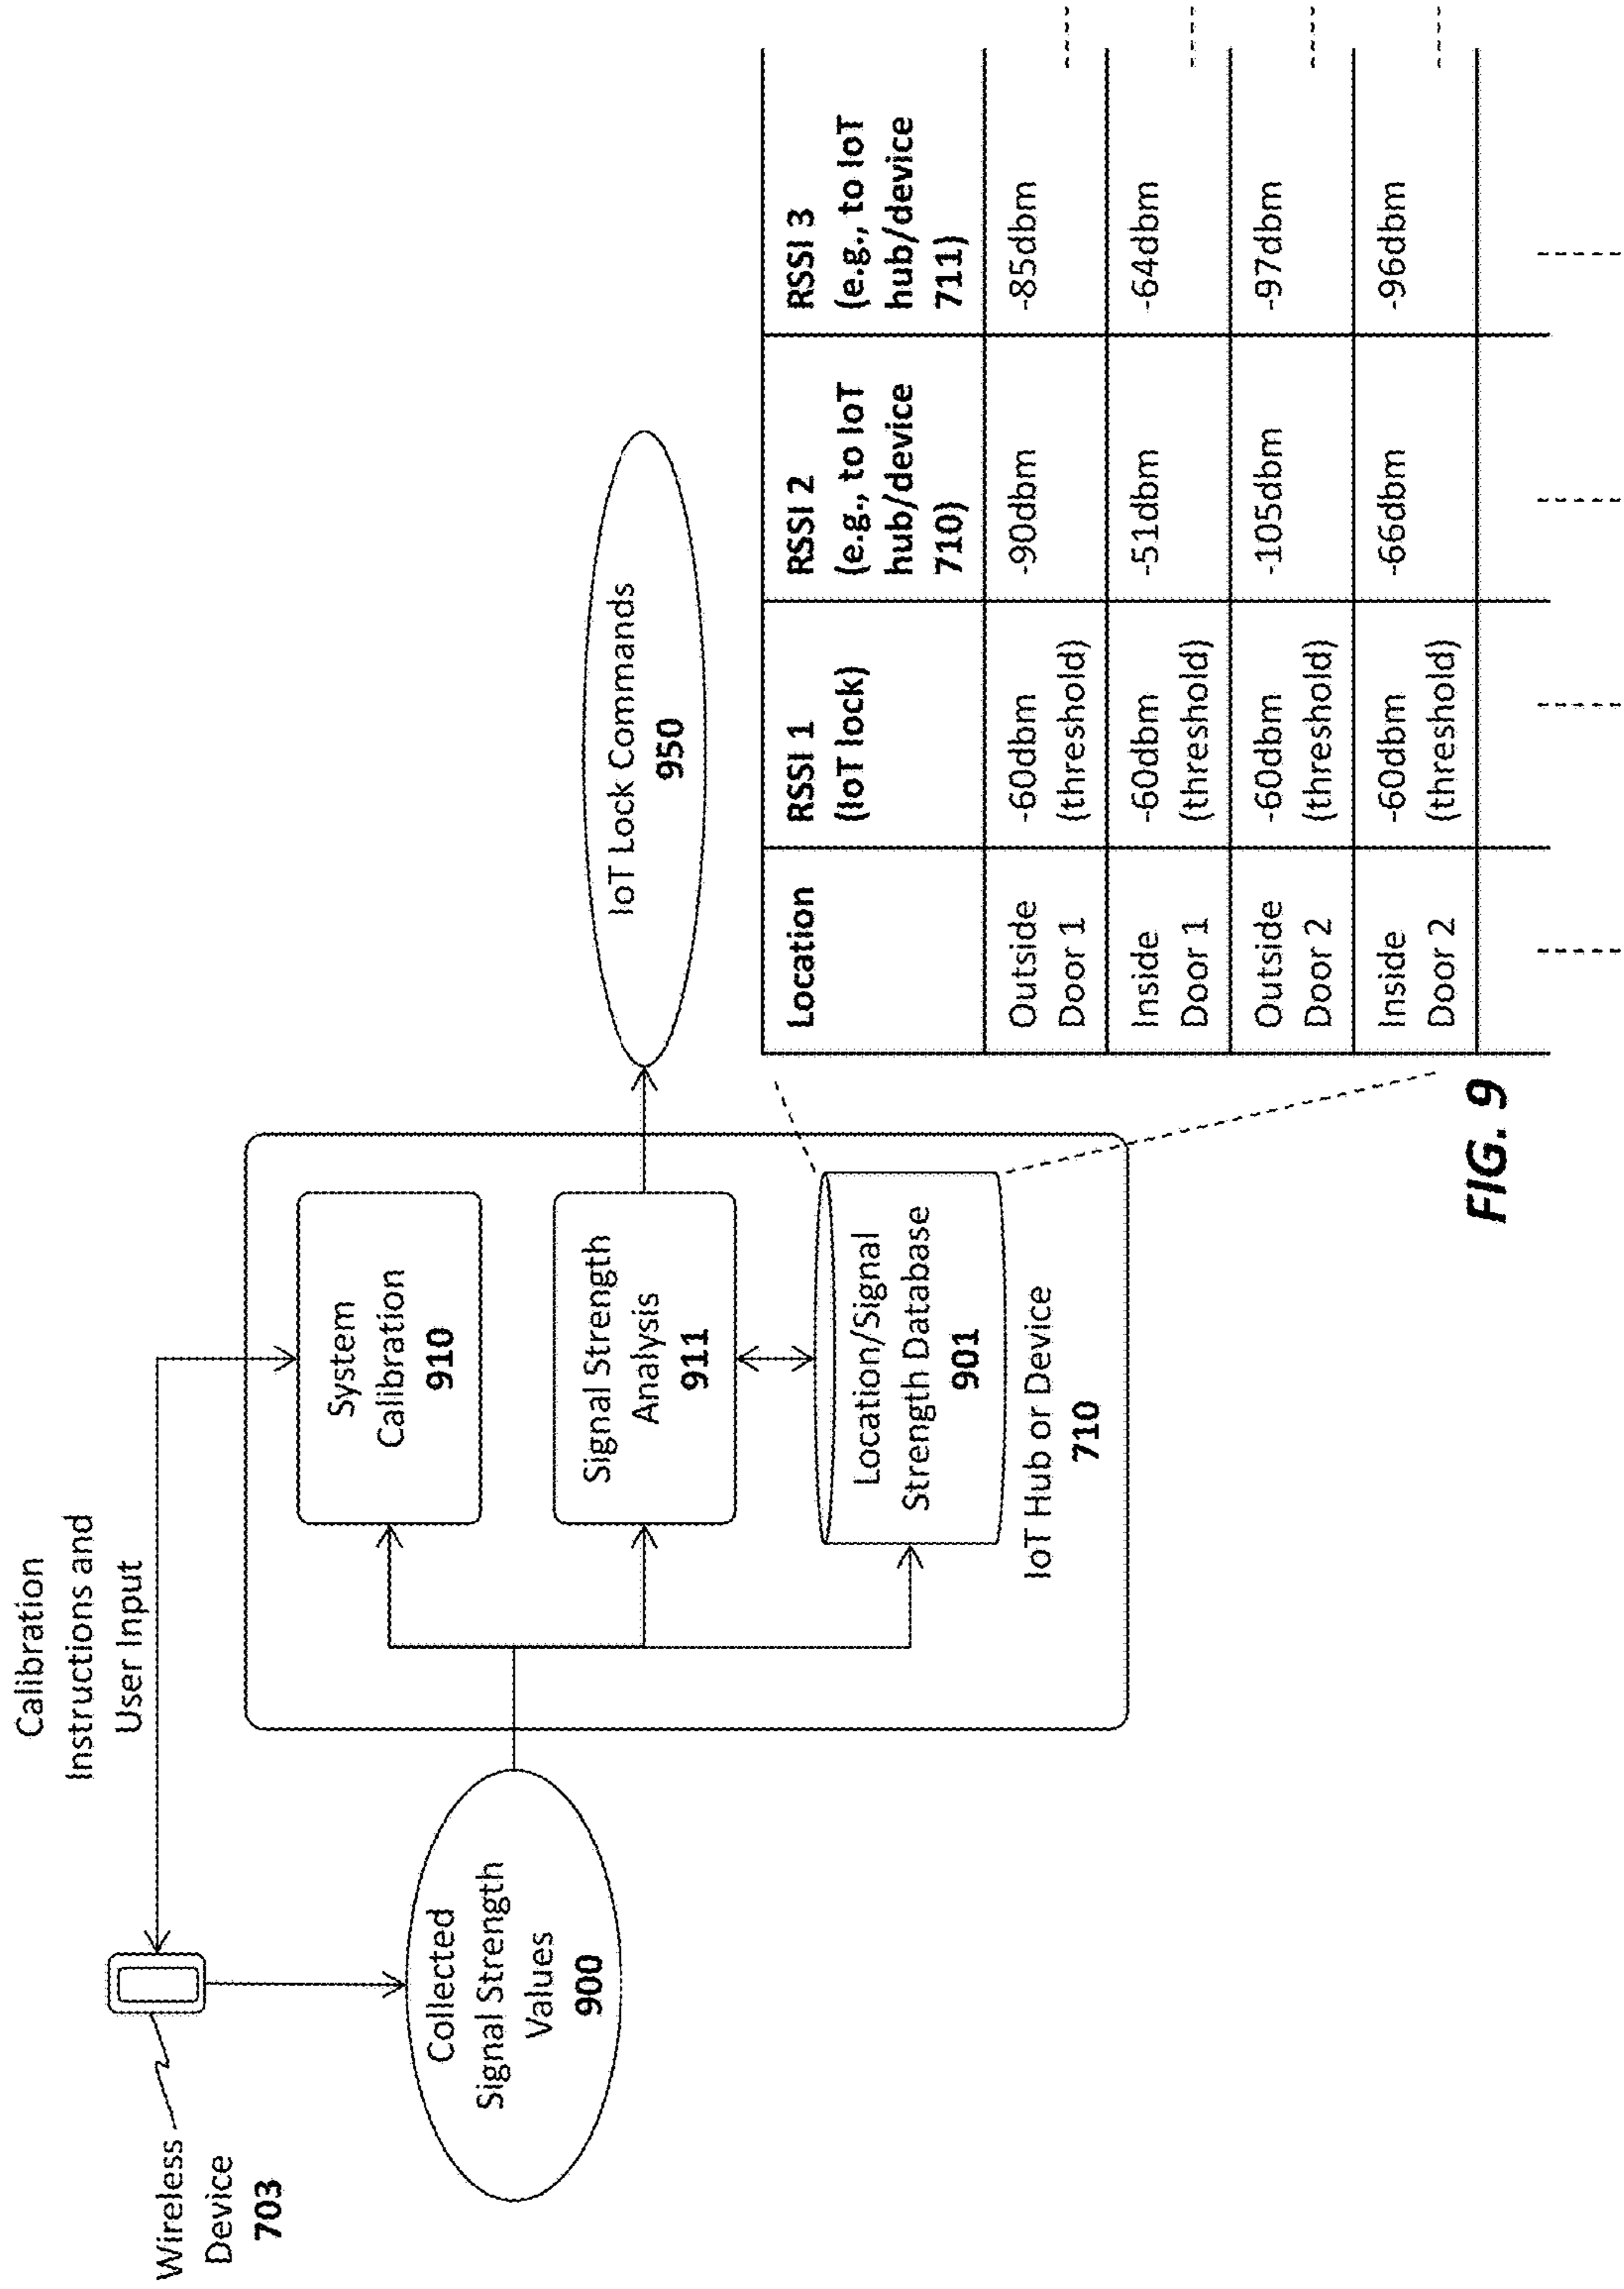 Calibration
Instructions and
User Input
Wireless
Device
703
Collected
Signal Strength
Values
900
System
Calibration
910
Signal Strength
Analysis
911
Location/Signal
Strength Database
901
IoT Hub or Device
710
IoT Lock Commands
950
Location
RSSI 1
(IoT lock)
RSSI 2
(e.g., to IoT
hub/device
710)
RSSI 3
(e.g., to IoT
hub/device
711)
Outside
Door 1
-60dbm
(threshold)
-90dbm
-85dbm
Inside
Door 1
-60dbm
(threshold)
-51dbm
-64dbm
Outside
Door 2
-60dbm
(threshold)
-105dbm
-97dbm
Inside
Door 2
-60dbm
(threshold)
-66dbm
-96dbm
FIG. 9